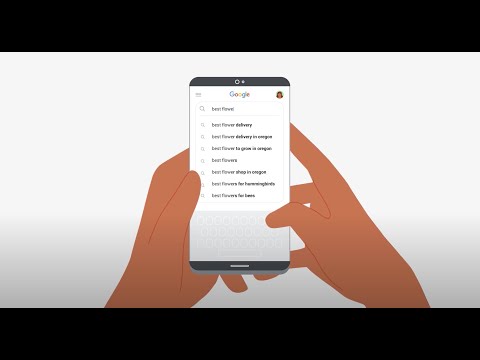 Google
best flowe
best flower delivery
best flower delivery in oregon
best flower to grow in oregon
best flowers
best flower shop in oregon
best flowers for hummingbirds
best flowers for bees